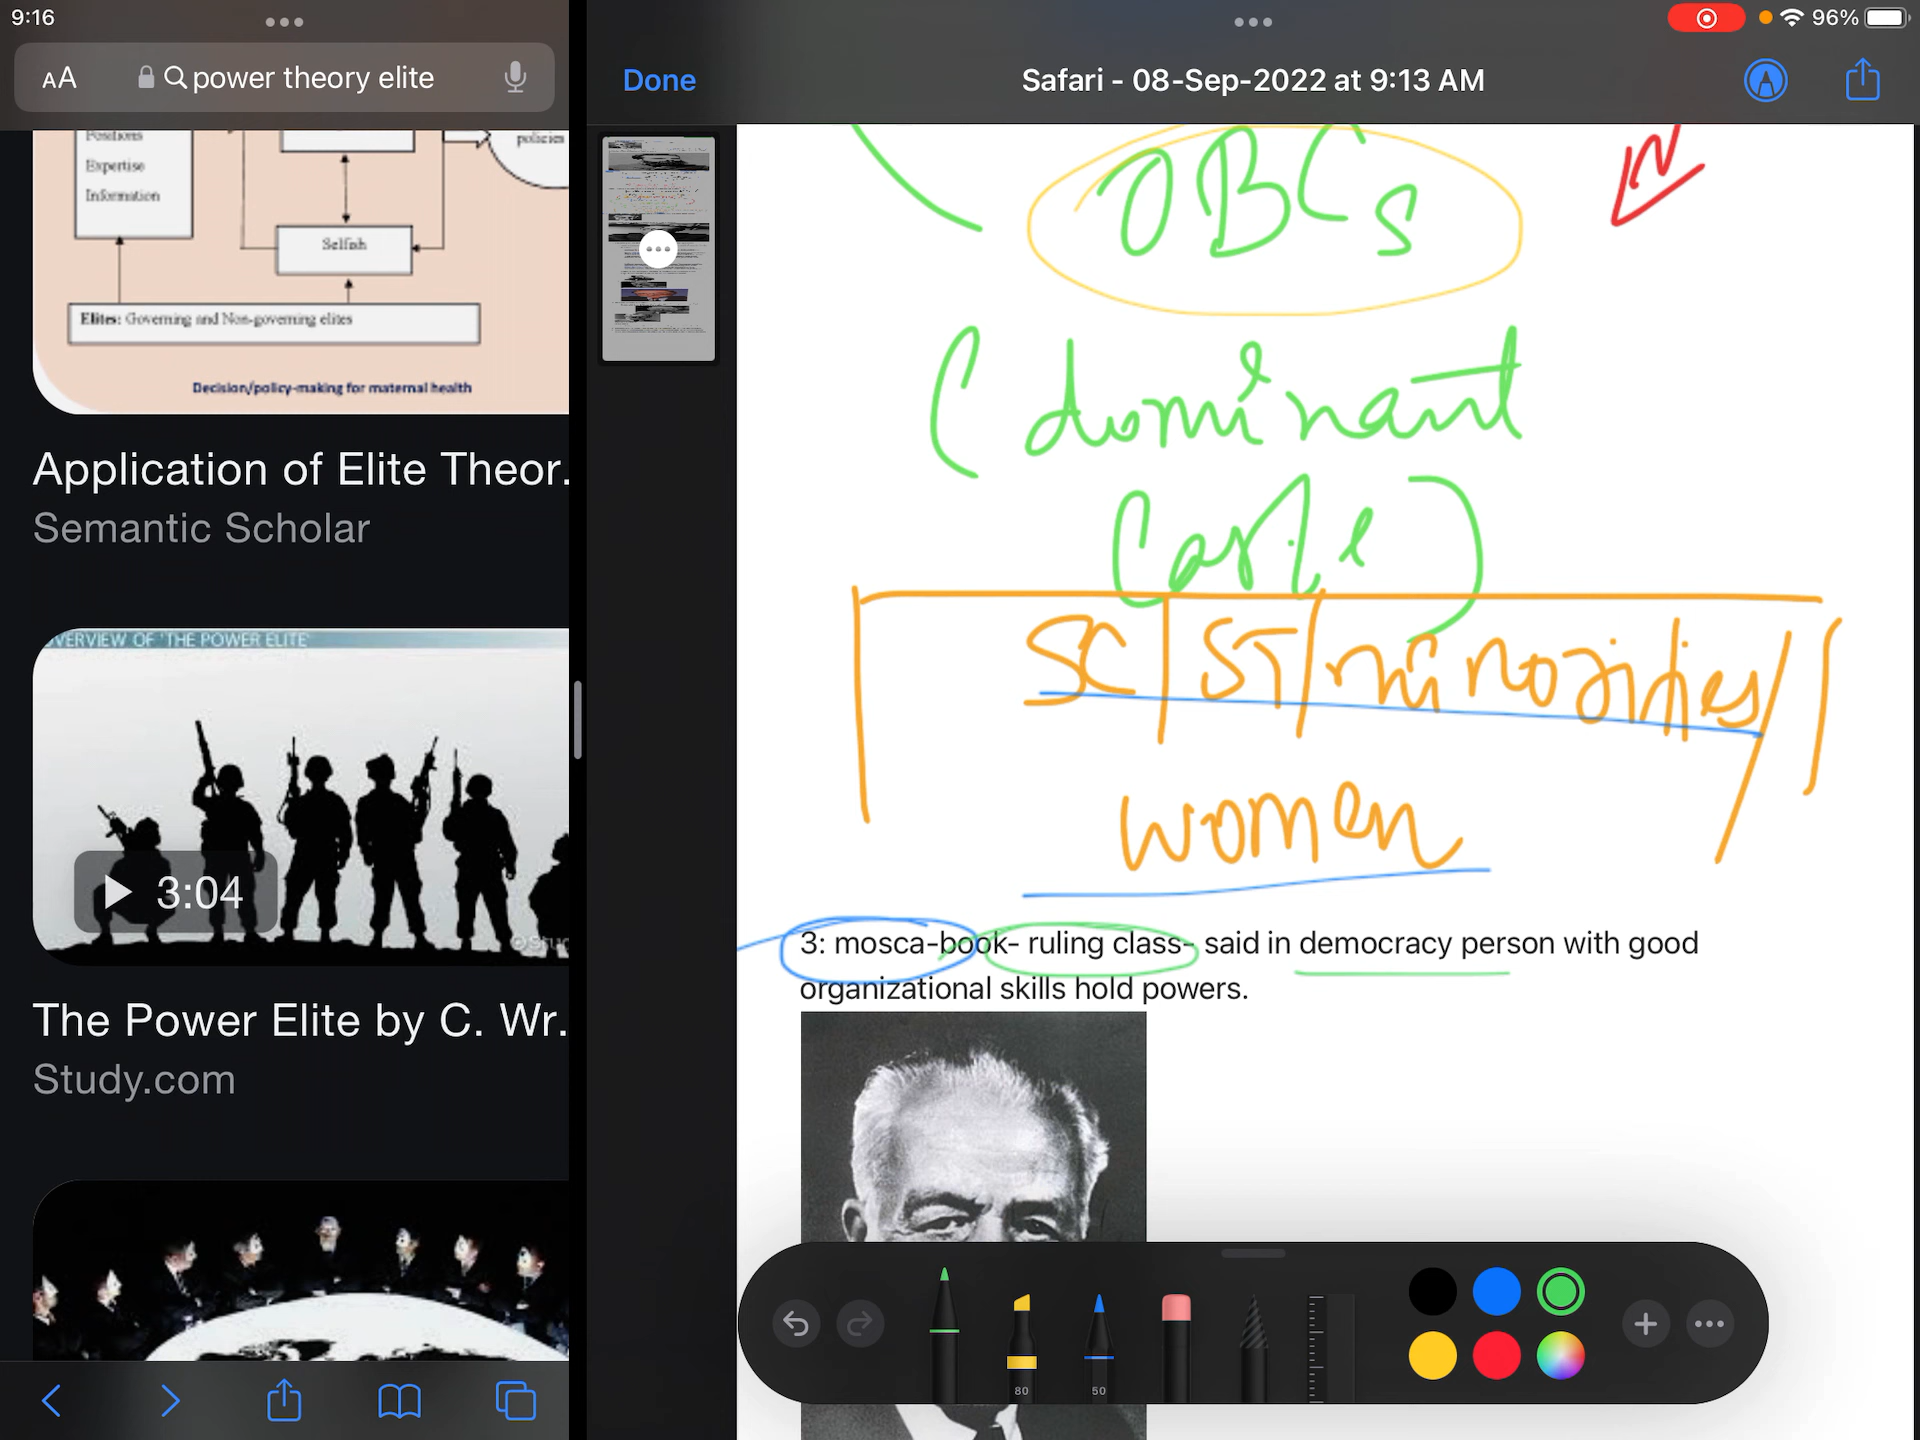 9:16
AA power theory elite
Positions
Expertise
Information
policies
Selfish
Elites: Governing and Non-governing elites
Decision/policy-making for maternal health
Application of Elite Theor.
Semantic Scholar
VERVIEW OF 'THE POWER ELITE'
3:04
The Power Elite by C. Wr.
Study.com
96%
Done
Safari - 08-Sep-2022 at 9:13 AM
OBCs
(dominant
Caste)
SC|ST/minorities/
women
3: mosca-book- ruling class- said in democracy person with good
organizational skills hold powers.
80
50